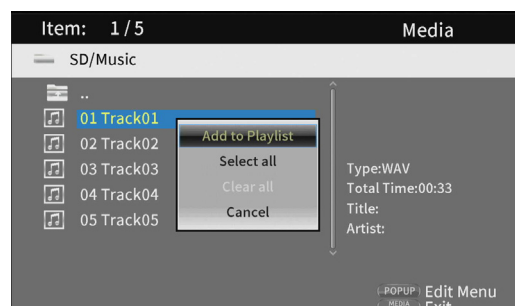 Item: 1/5 Media
SD/Music
..
01 Track01
02 Track02
03 Track03
04 Track04
05 Track05
Add to Playlist
Select all
Clear all
Cancel
Type:WAV
Total Time:00:33
Title:
Artist:
POPUP Edit Menu
MEDIA Exit